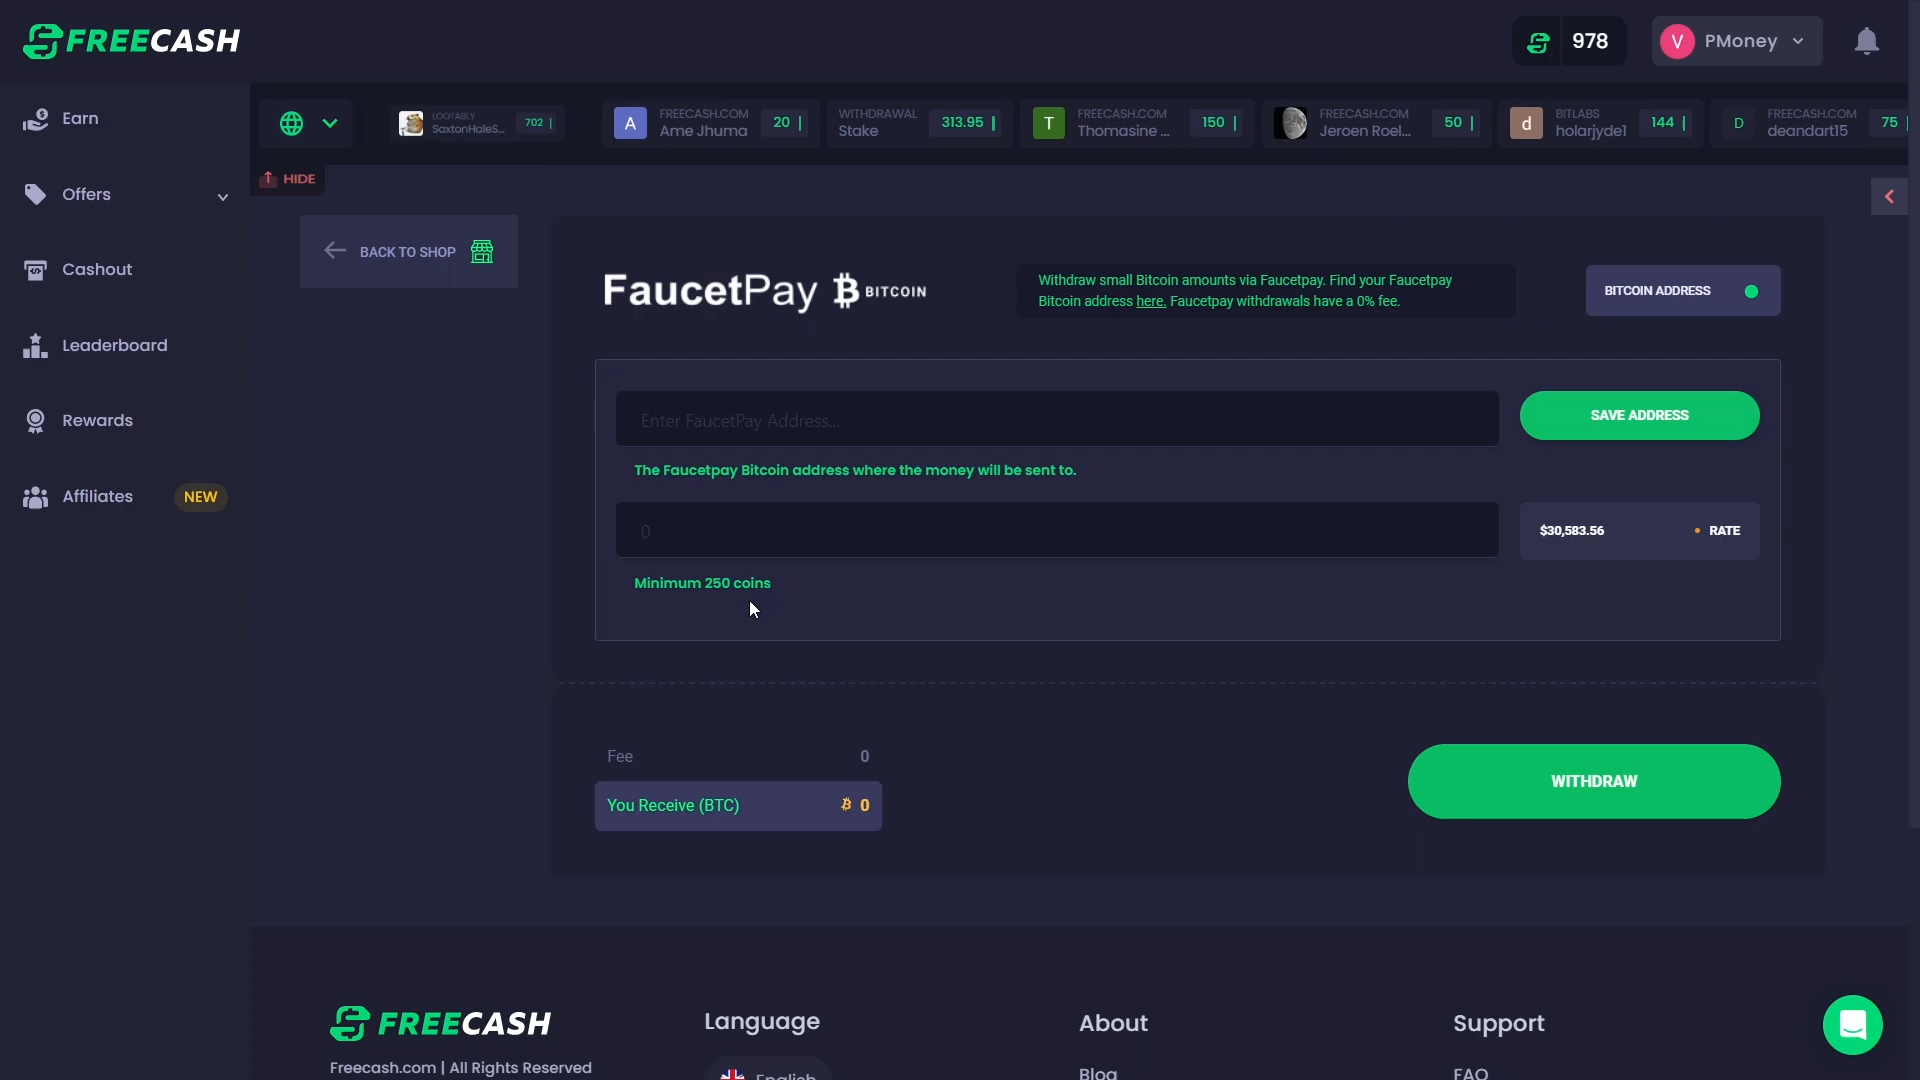 FREECASH
978
V
PMoney
Earn
Offers
Cashout
Leaderboard
Rewards
Affiliates
NEW
LOOTABLY
SaxtonHaleS...
702
A
FREECASH.COM
Ame Jhuma
20
WITHDRAWAL
Stake
313.95
T
FREECASH.COM
Thomasine ...
150
FREECASH.COM
Jeroen Roel...
50
d
BITLABS
holarjyde1
144
D
FREECASH.COM
deandart15
75
HIDE
BACK TO SHOP
FaucetPay BITCOIN
Withdraw small Bitcoin amounts via Faucetpay. Find your Faucetpay
Bitcoin address here. Faucetpay withdrawals have a 0% fee.
BITCOIN ADDRESS
Enter FaucetPay Address...
SAVE ADDRESS
The Faucetpay Bitcoin address where the money will be sent to.
0
$30,583.56
RATE
Minimum 250 coins
Fee
0
You Receive (BTC)
0
WITHDRAW
FREECASH
Freecash.com | All Rights Reserved
Language
English
About
Blog
Support
FAQ